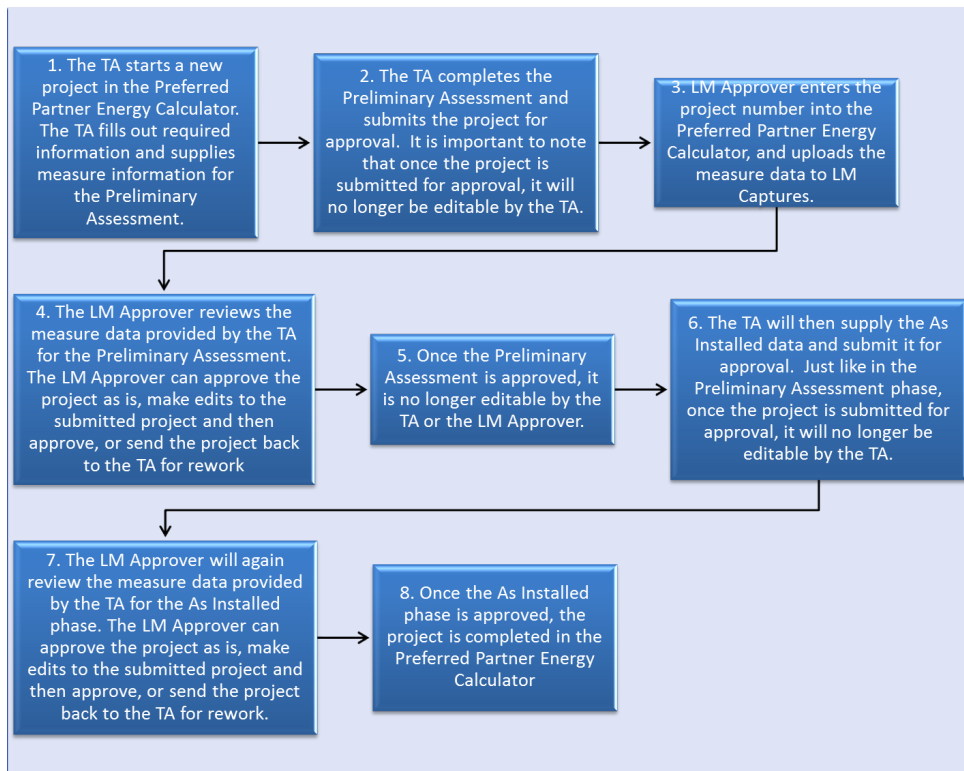 1. The TA starts a new
project in the Preferred
Partner Energy Calculator.
The TA fills out required
information and supplies
measure information for
the Preliminary
Assessment.
2. The TA completes the
Preliminary Assessment and
submits the project for
approval.  It is important to note
that once the project is
submitted for approval, it will
no longer be editable by the TA.
3. LM Approver enters the
project number into the
Preferred Partner Energy
Calculator, and uploads the
measure data to LM
Captures.
4. The LM Approver reviews the
measure data provided by the TA
for the Preliminary Assessment.
The LM Approver can approve the
project as is, make edits to the
submitted project and then
approve, or send the project back
to the TA for rework
5. Once the Preliminary
Assessment is approved, it
is no longer editable by the
TA or the LM Approver.
6. The TA will then supply the As
Installed data and submit it for
approval.  Just like in the
Preliminary Assessment phase,
once the project is submitted for
approval, it will no longer be
editable by the TA.
7. The LM Approver will again
review the measure data provided
by the TA for the As Installed
phase. The LM Approver can
approve the project as is, make
edits to the submitted project and
then approve, or send the project
back to the TA for rework.
8. Once the As Installed
phase is approved, the
project is completed in the
Preferred Partner Energy
Calculator